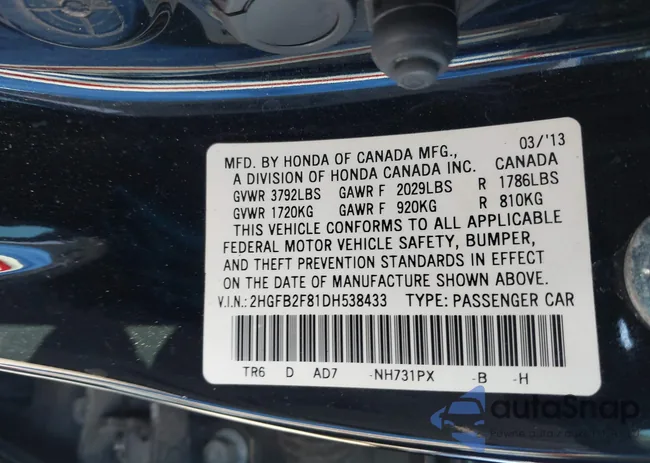 03/'13
MFD. BY HONDA OF CANADA MFG., CANADA
A DIVISION OF HONDA CANADA INC.
GVWR 3792LBS GAWR F 2029LBS R 1786LBS
GVWR 1720KG GAWR F 920KG R 810KG
THIS VEHICLE CONFORMS TO ALL APPLICABLE
FEDERAL MOTOR VEHICLE SAFETY, BUMPER,
AND THEFT PREVENTION STANDARDS IN EFFECT
ON THE DATE OF MANUFACTURE SHOWN ABOVE.
V.I.N.: 2HGFB2F81DH538433 TYPE: PASSENGER CAR
TR6 D AD7 -NH731PX -B -H
autoSnap